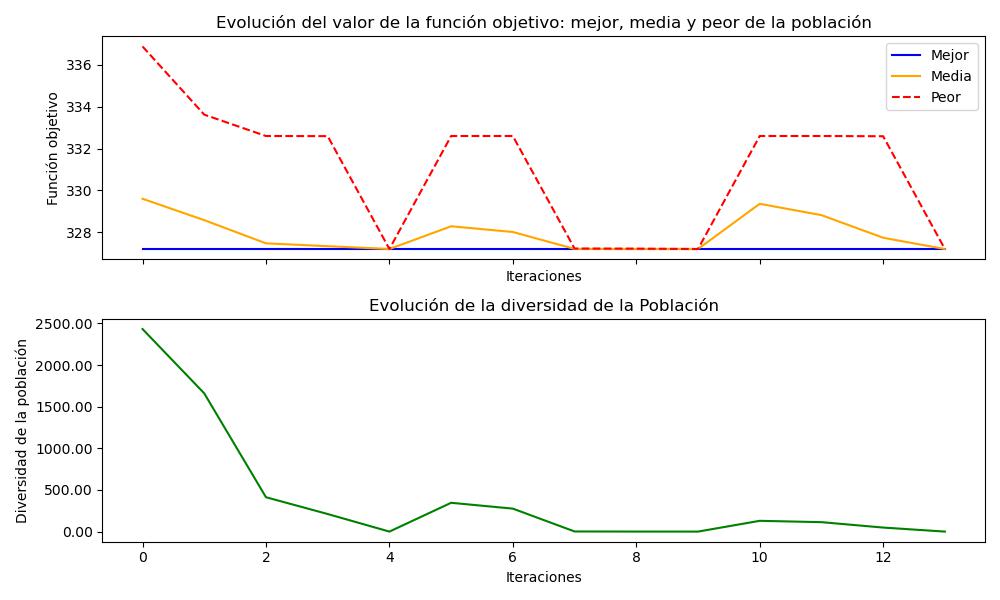 Evolución del valor de la función objetivo: mejor, media y peor de la población
Función objetivo
336
334
332
330
328
Mejor
Media
Peor
Iteraciones
Evolución de la diversidad de la Población
Diversidad de la población
2500.00
2000.00
1500.00
1000.00
500.00
0.00
0 2 4 6 8 10 12
Iteraciones